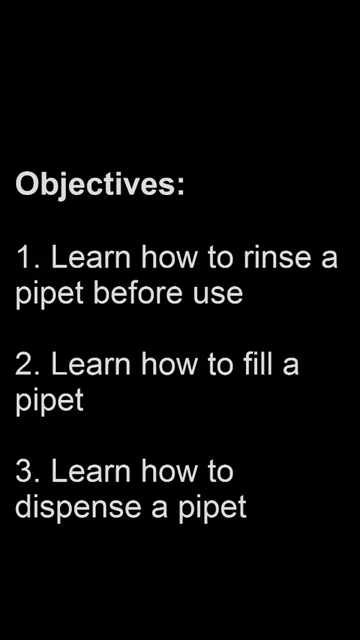 Objectives:
1. Learn how to rinse a
pipet before use
2. Learn how to fill a
pipet
3. Learn how to
dispense a pipet